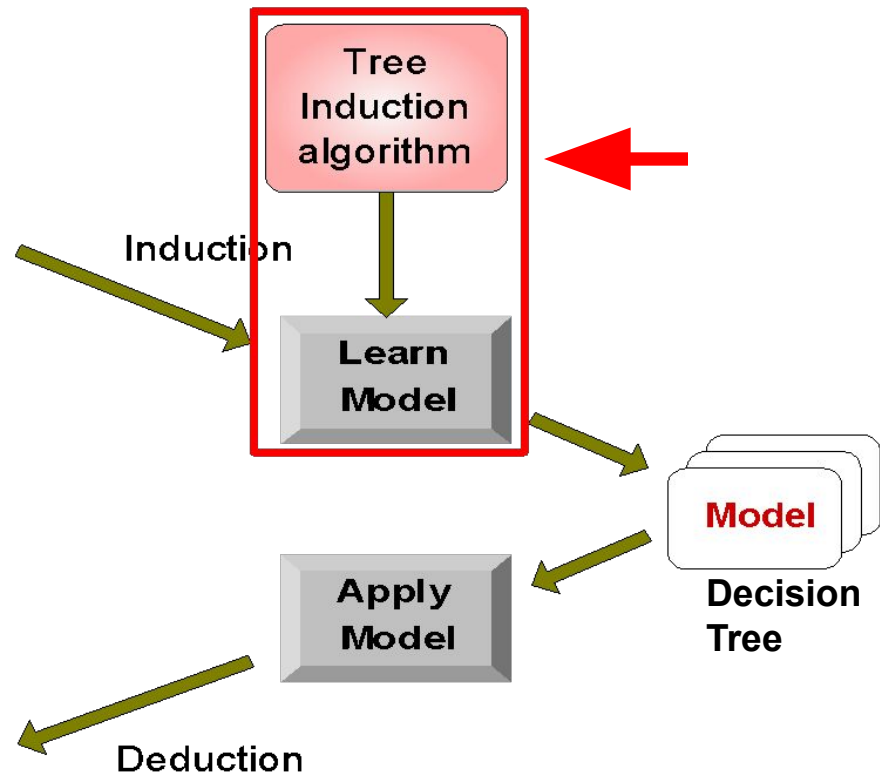 Tree
Induction
algorithm
Induction
Learn
Model
Model
Decision
Tree
Apply
Model
Deduction